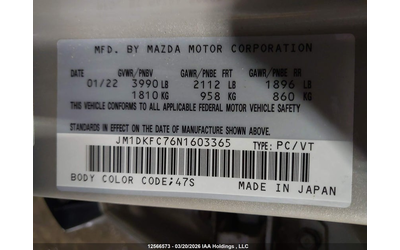 MFD. BY MAZDA MOTOR CORPORATION
01/22 GVWR/PNBV 3990 LB 1810 KG GAWR/PNBE FRT 2112 LB 958 KG GAWR/PNBE RR 1896 LB 860 KG
THIS VEHICLE CONFORMS TO ALL APPLICABLE FEDERAL MOTOR VEHICLE SAFETY
STANDARDS IN EFFECT ON THE DATE OF MANUFACTURE SHOWN ABOVE.
JM1DKFC76N1603365 TYPE: PC/VT
BODY COLOR CODE;47S MADE IN JAPAN
12566573 - 03/20/2026 IAA Holdings, LLC